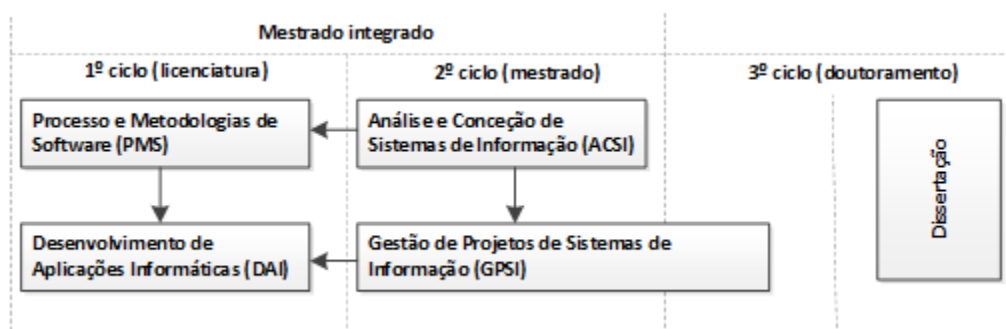 Mestrado integrado
1º ciclo (licenciatura)
2º ciclo (mestrado)
3º ciclo (doutoramento)
Processo e Metodologias de
Software (PMS)
Análise e Conceção de
Sistemas de Informação (ACSI)
Dissertação
Desenvolvimento de
Aplicações Informáticas (DAI)
Gestão de Projetos de Sistemas de
Informação (GPSI)